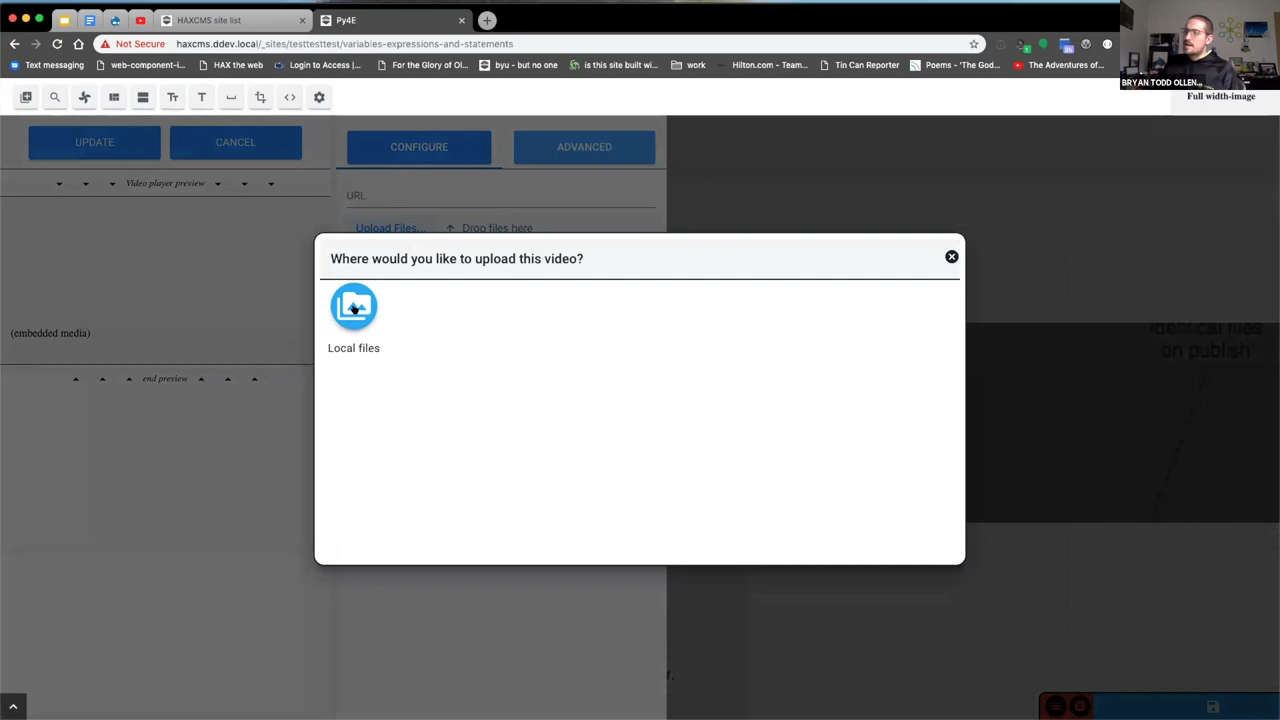 HAXCMS site list
Py4E
Not Secure
haxcms.ddev.local/_sites/testtesttest/variables-expressions-and-statements
Text messaging
web-component-i...
HAX the web
Login to Access |...
For the Glory of Ol...
byu - but no one
is this site built wi...
work
Hilton.com - Team...
Tin Can Reporter
Poems - 'The God...
The Adventures of...
BRYAN TODD OLLEN...
Full width-image
UPDATE
CANCEL
CONFIGURE
ADVANCED
Video player preview
URL
Upload Files...
Drop files here
Where would you like to upload this video?
Local files
(embedded media)
end preview
identical files
on publish
r.